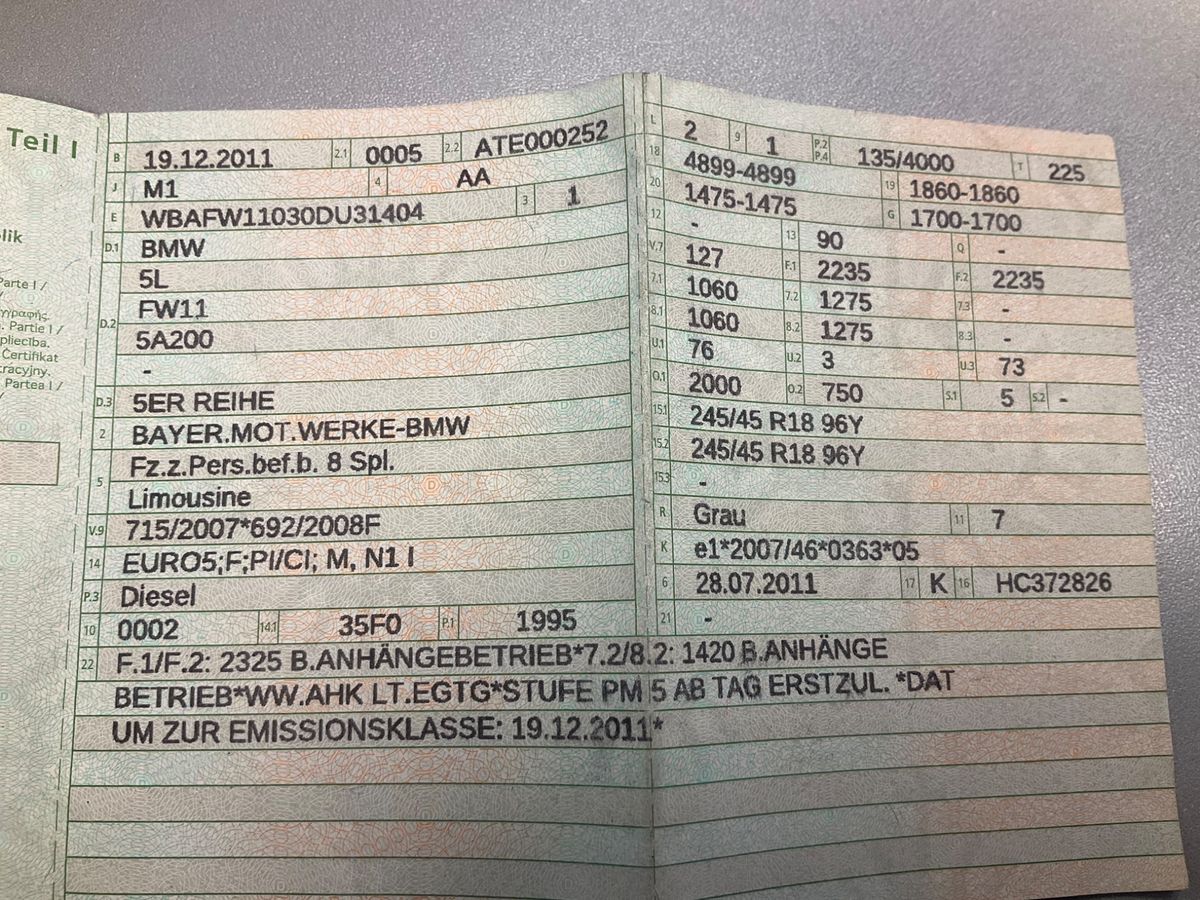 Teil I
lik
Parte I /
γγραφής.
. Partie I /
pliecība.
Certifikat
tracyjny.
Partea I /
B 19.12.2011 2.1 0005 2.2 ATE000252
J M1 4 AA
E WBAFW11030DU31404 3 1
D.1 BMW
D.2 5L
FW11
5A200
-
D.3 5ER REIHE
2 BAYER.MOT.WERKE-BMW
5 Fz.z.Pers.bef.b. 8 Spl.
Limousine
V.9 715/2007*692/2008F
14 EURO5;F;PI/CI; M, N1 I
P.3 Diesel
10 0002 14.1 35F0 P.1 1995
L 2 9 1 P.2 P.4 135/4000 T 225
18 4899-4899 19 1860-1860
20 1475-1475 G 1700-1700
12 - 13 90 Q -
V.7 127 F.1 2235 F.2 2235
7.1 1060 7.2 1275 7.3 -
8.1 1060 8.2 1275 8.3 -
U.1 76 U.2 3 U.3 73
O.1 2000 O.2 750 S.1 5 S.2 -
15.1 245/45 R18 96Y
15.2 245/45 R18 96Y
15.3 -
R Grau 11 7
K e1*2007/46*0363*05
6 28.07.2011 17 K 16 HC372826
21 -
22 F.1/F.2: 2325 B.ANHÄNGEBETRIEB*7.2/8.2: 1420 B.ANHÄNGE
BETRIEB*WW.AHK LT.EGTG*STUFE PM 5 AB TAG ERSTZUL. *DAT
UM ZUR EMISSIONSKLASSE: 19.12.2011*